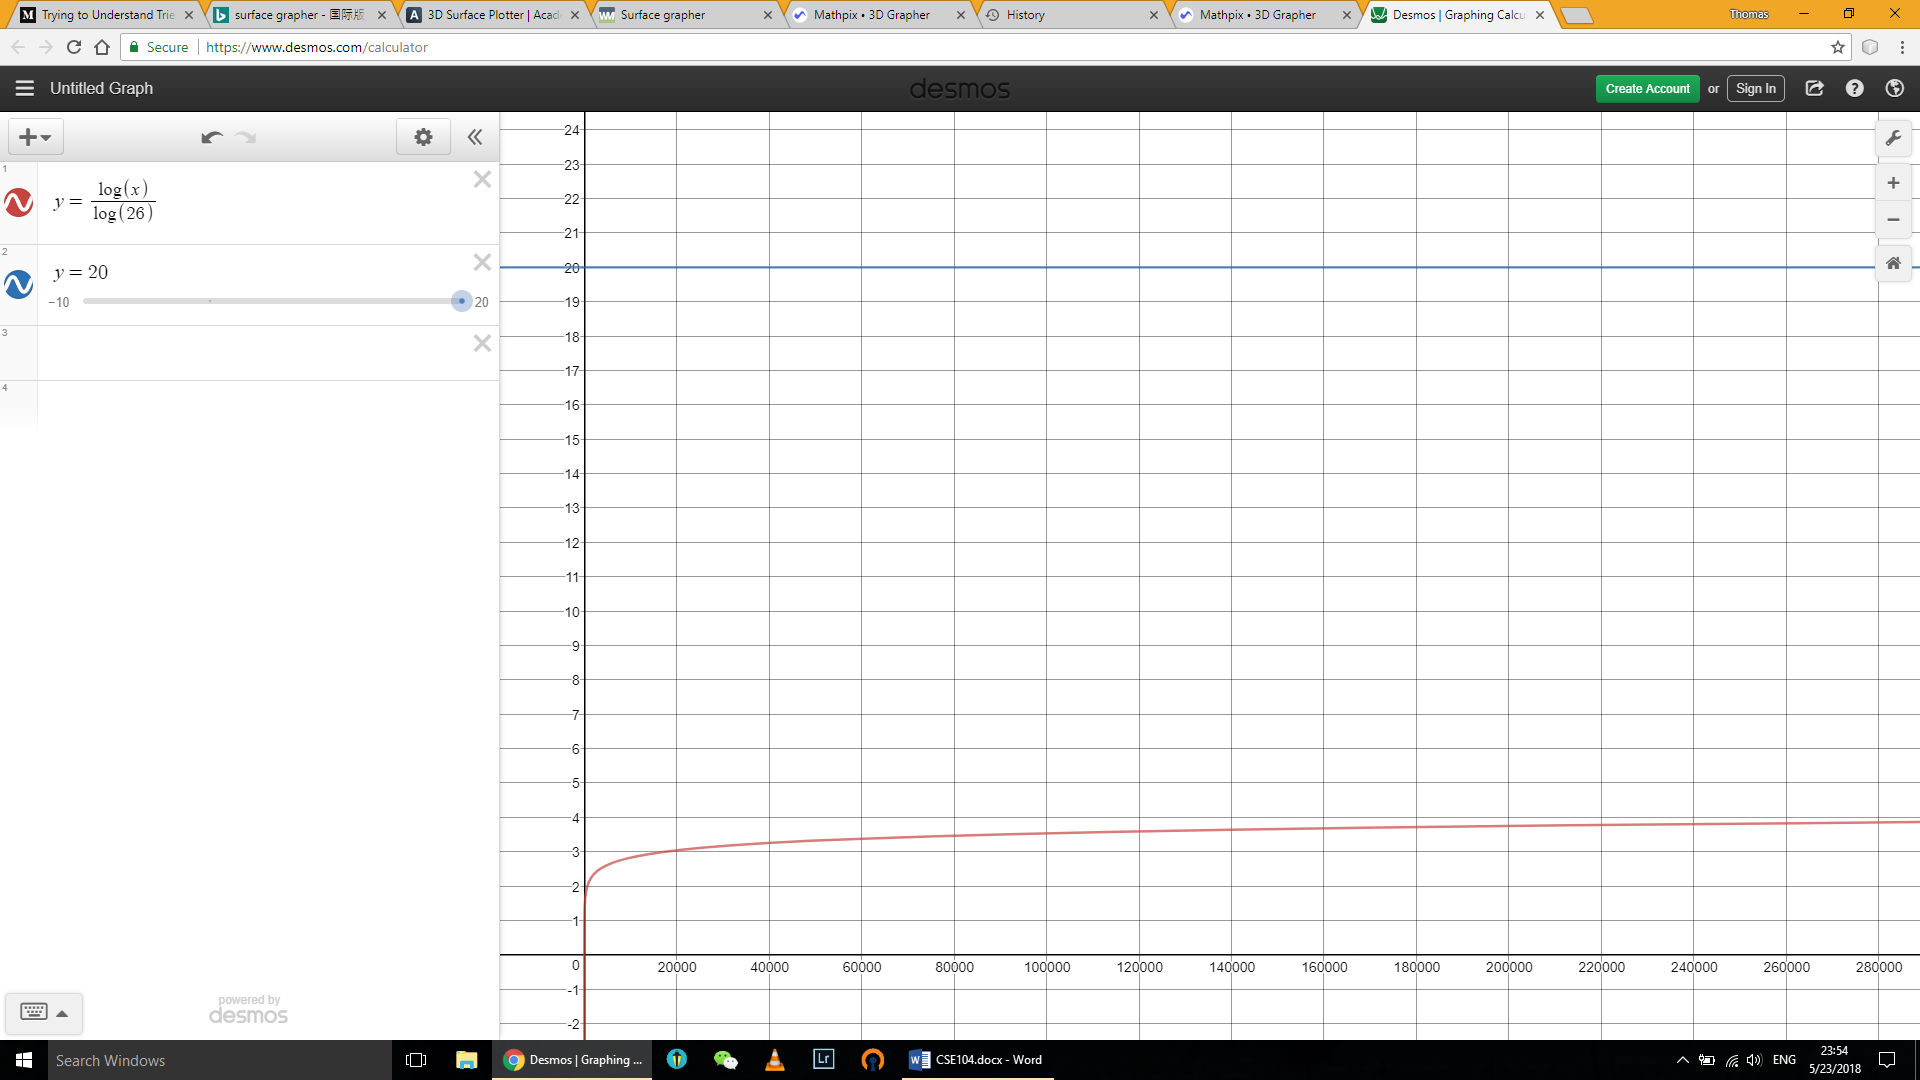 Trying to Understand Trie
surface grapher - 国际版
3D Surface Plotter | Acade
Surface grapher
Mathpix • 3D Grapher
History
Mathpix • 3D Grapher
Desmos | Graphing Calcu
Thomas
Secure
https://www.desmos.com/calculator
Untitled Graph
desmos
Create Account or Sign In
1
y = log(x)
log(26)
2
y = 20
-10
20
3
4
24
23
22
21
20
19
18
17
16
15
14
13
12
11
10
9
8
7
6
5
4
3
2
1
0
-1
-2
20000 40000 60000 80000 100000 120000 140000 160000 180000 200000 220000 240000 260000 280000
powered by
desmos
Search Windows
Desmos | Graphing ...
Lr
CSE104.docx - Word
ENG
23:54
5/23/2018